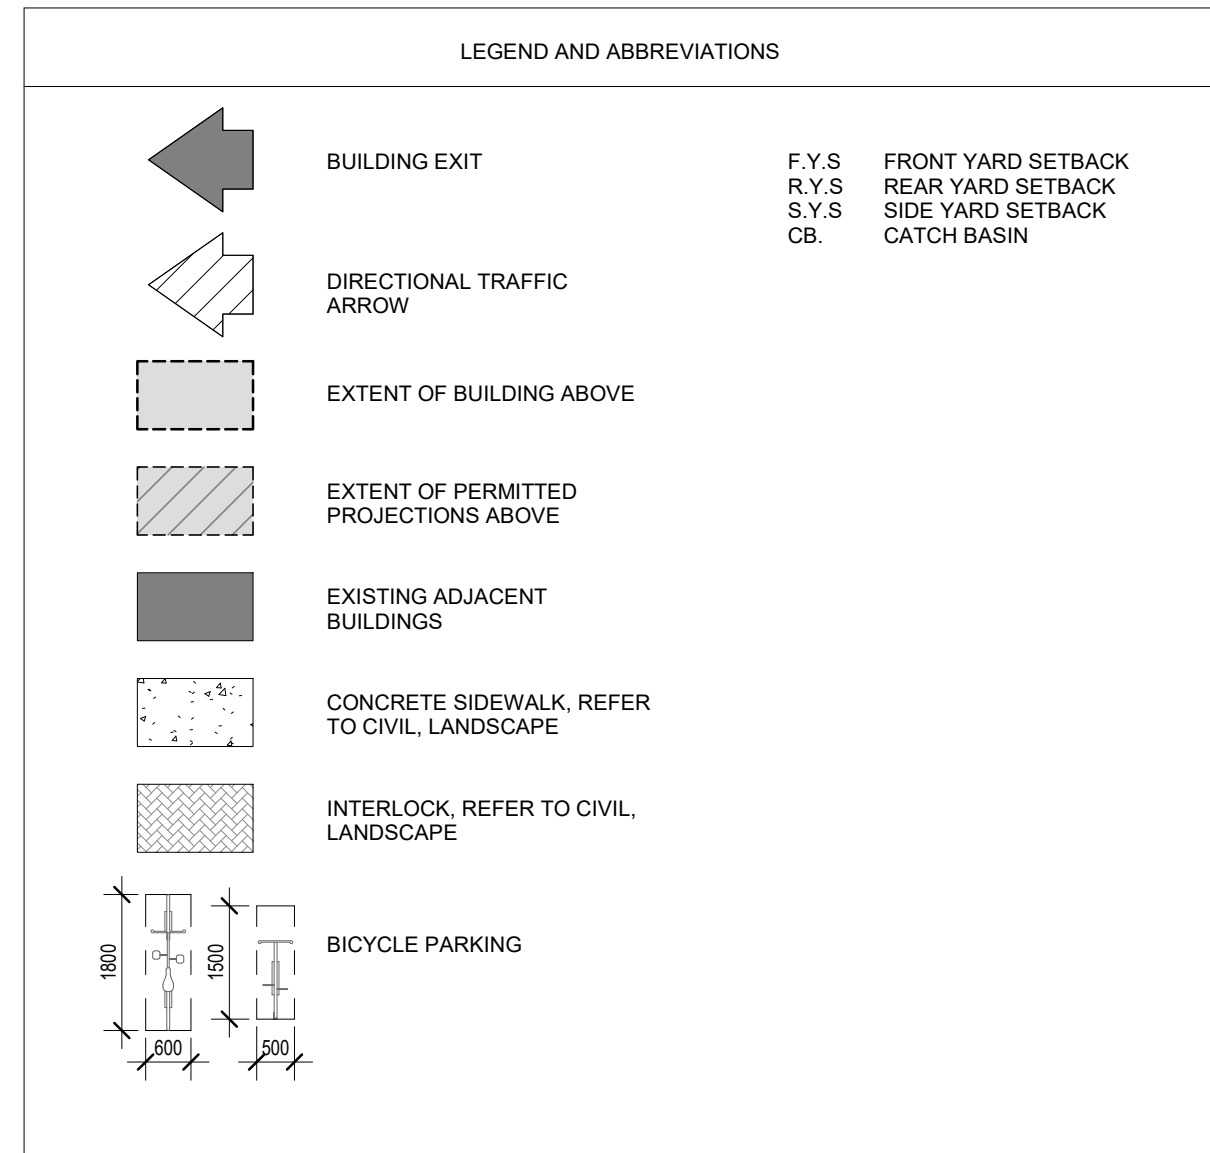 LEGEND AND ABBREVIATIONS
BUILDING EXIT
DIRECTIONAL TRAFFIC
ARROW
EXTENT OF BUILDING ABOVE
EXTENT OF PERMITTED
PROJECTIONS ABOVE
EXISTING ADJACENT
BUILDINGS
CONCRETE SIDEWALK, REFER
TO CIVIL, LANDSCAPE
INTERLOCK, REFER TO CIVIL,
LANDSCAPE
1800
600
1500
500
BICYCLE PARKING
F.Y.S FRONT YARD SETBACK
R.Y.S REAR YARD SETBACK
S.Y.S SIDE YARD SETBACK
CB. CATCH BASIN